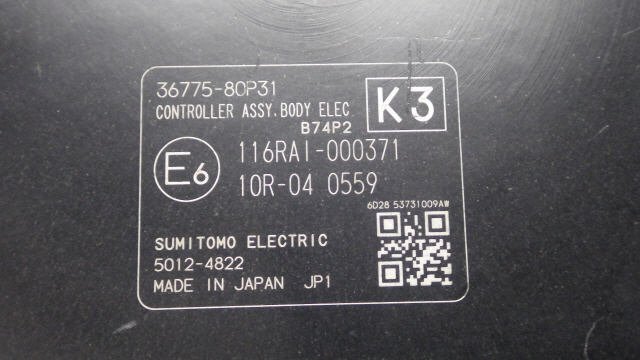 36775-80P31
CONTROLLER ASSY, BODY ELEC
B74P2
K3
E6
116RAI-000371
10R-04 0559
6D28 53731009AW
SUMITOMO ELECTRIC
5012-4822
MADE IN JAPAN JP1